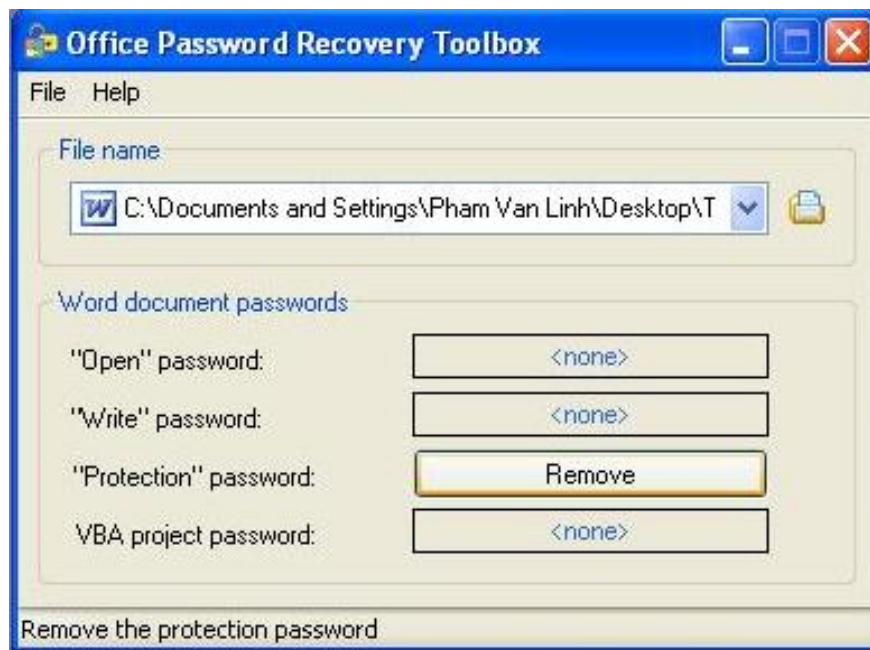 Office Password Recovery Toolbox
File Help
File name
C:\Documents and Settings\Pham Van Linh\Desktop\T
Word document passwords
"Open" password: <none>
"Write" password: <none>
"Protection" password: Remove
VBA project password: <none>
Remove the protection password